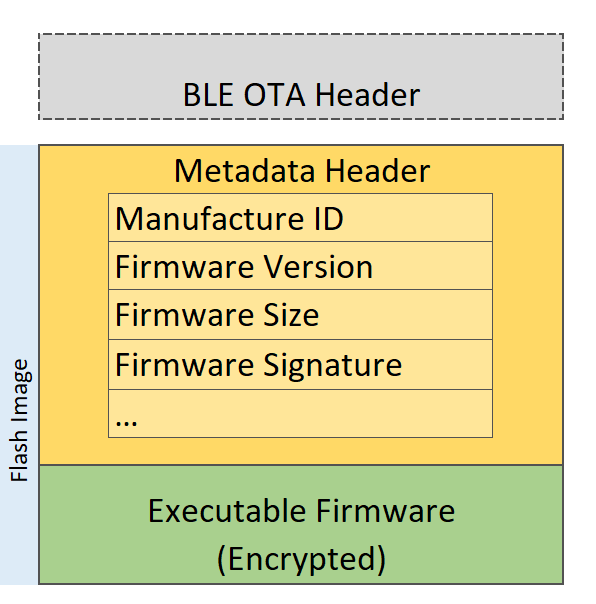 BLE OTA Header
Metadata Header
Manufacture ID
Firmware Version
Firmware Size
Firmware Signature
...
Flash Image
Executable Firmware
(Encrypted)